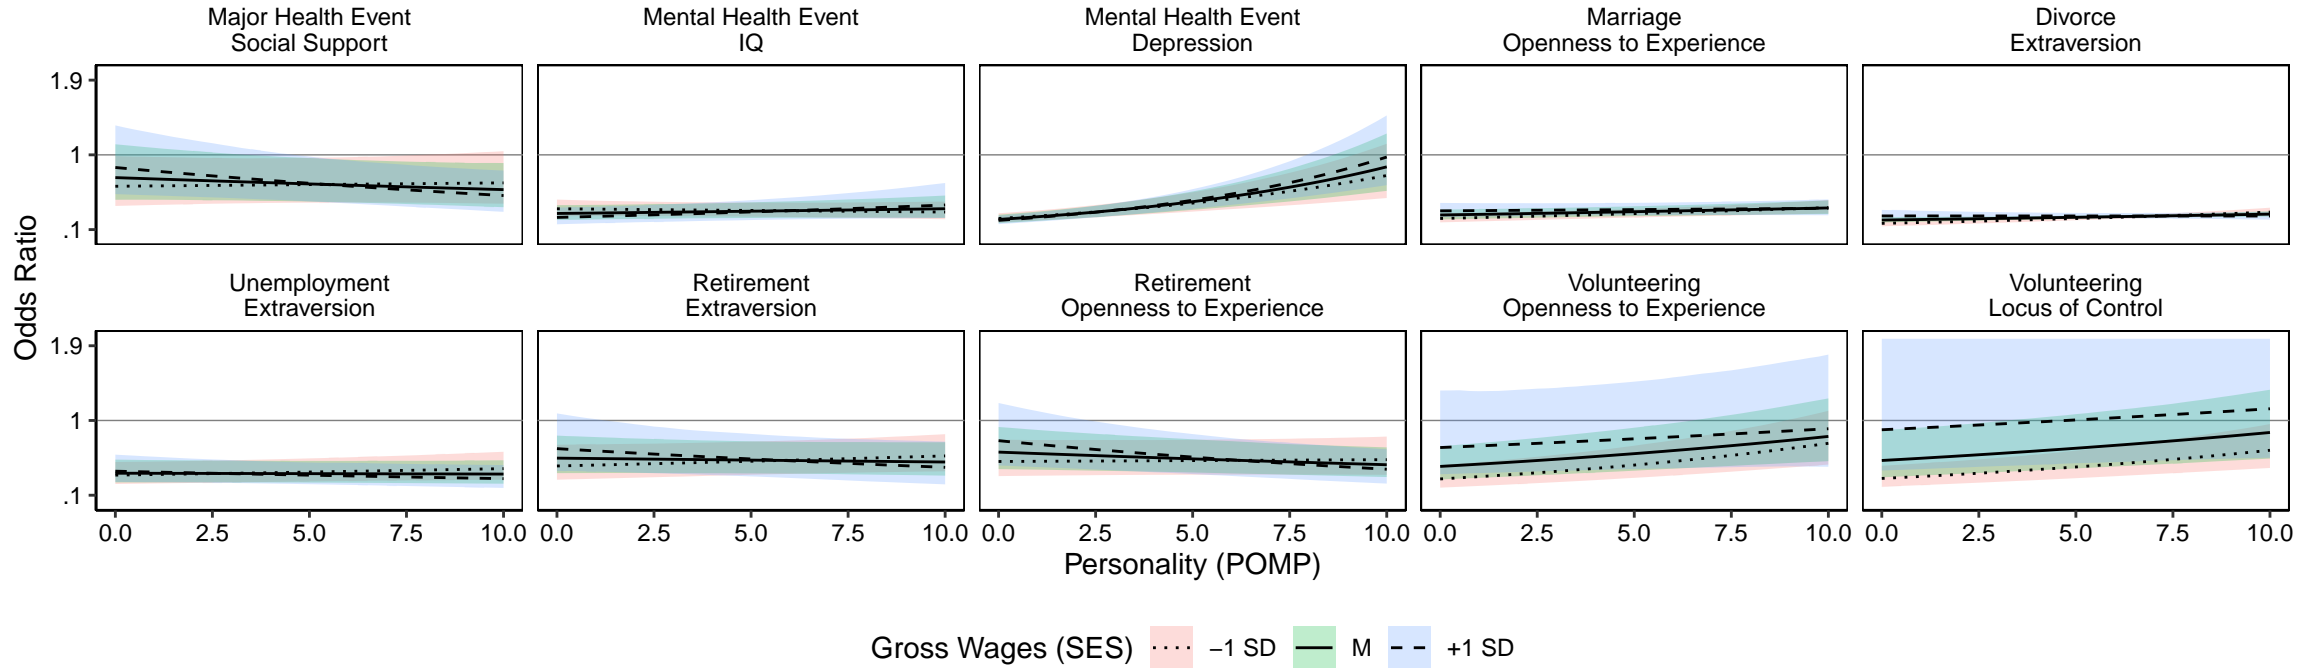 Major Health Event
Social Support
Mental Health Event
IQ
Mental Health Event
Depression
Marriage
Openness to Experience
Divorce
Extraversion
1.9
1
.1
Unemployment
Extraversion
Retirement
Extraversion
Retirement
Openness to Experience
Volunteering
Openness to Experience
Volunteering
Locus of Control
1.9
1
.1
Odds Ratio
0.0 2.5 5.0 7.5 10.0
0.0 2.5 5.0 7.5 10.0
0.0 2.5 5.0 7.5 10.0
0.0 2.5 5.0 7.5 10.0
0.0 2.5 5.0 7.5 10.0
Personality (POMP)
Gross Wages (SES) −1 SD M +1 SD